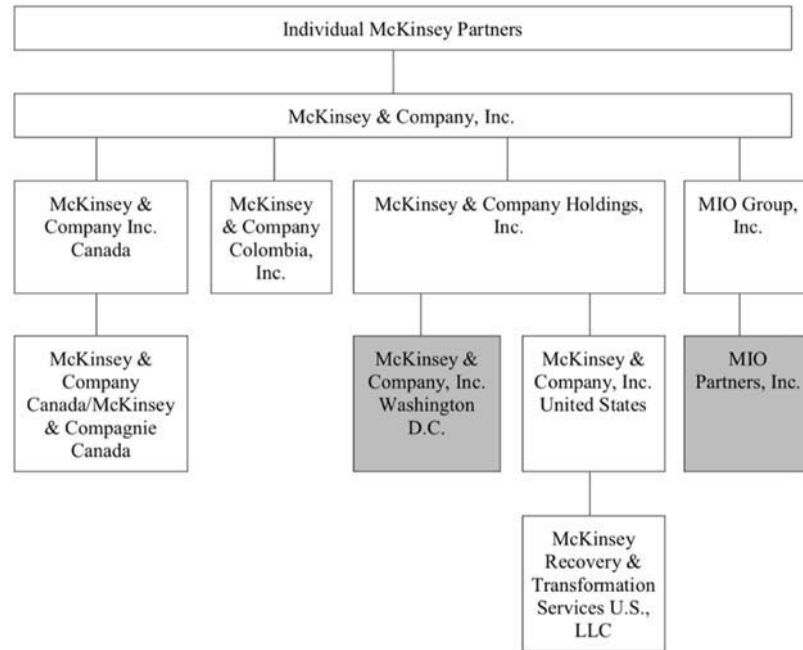 Individual McKinsey Partners
McKinsey & Company, Inc.
McKinsey &
Company Inc.
Canada
McKinsey
& Company
Colombia,
Inc.
McKinsey & Company Holdings,
Inc.
MIO Group,
Inc.
McKinsey &
Company
Canada/McKinsey
& Compagnie
Canada
McKinsey &
Company, Inc.
Washington
D.C.
McKinsey &
Company, Inc.
United States
MIO
Partners, Inc.
McKinsey
Recovery &
Transformation
Services U.S.,
LLC